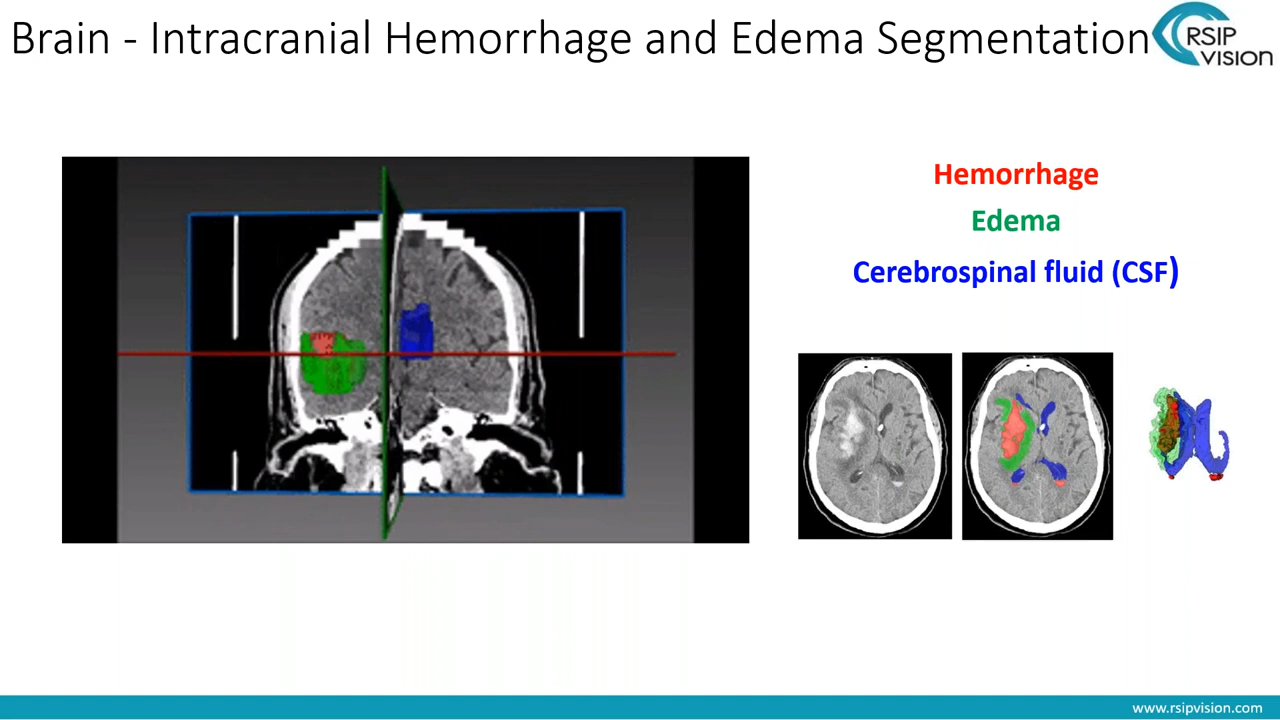 Brain - Intracranial Hemorrhage and Edema Segmentation
RSIP
vision
Hemorrhage
Edema
Cerebrospinal fluid (CSF)
www.rsipvision.com